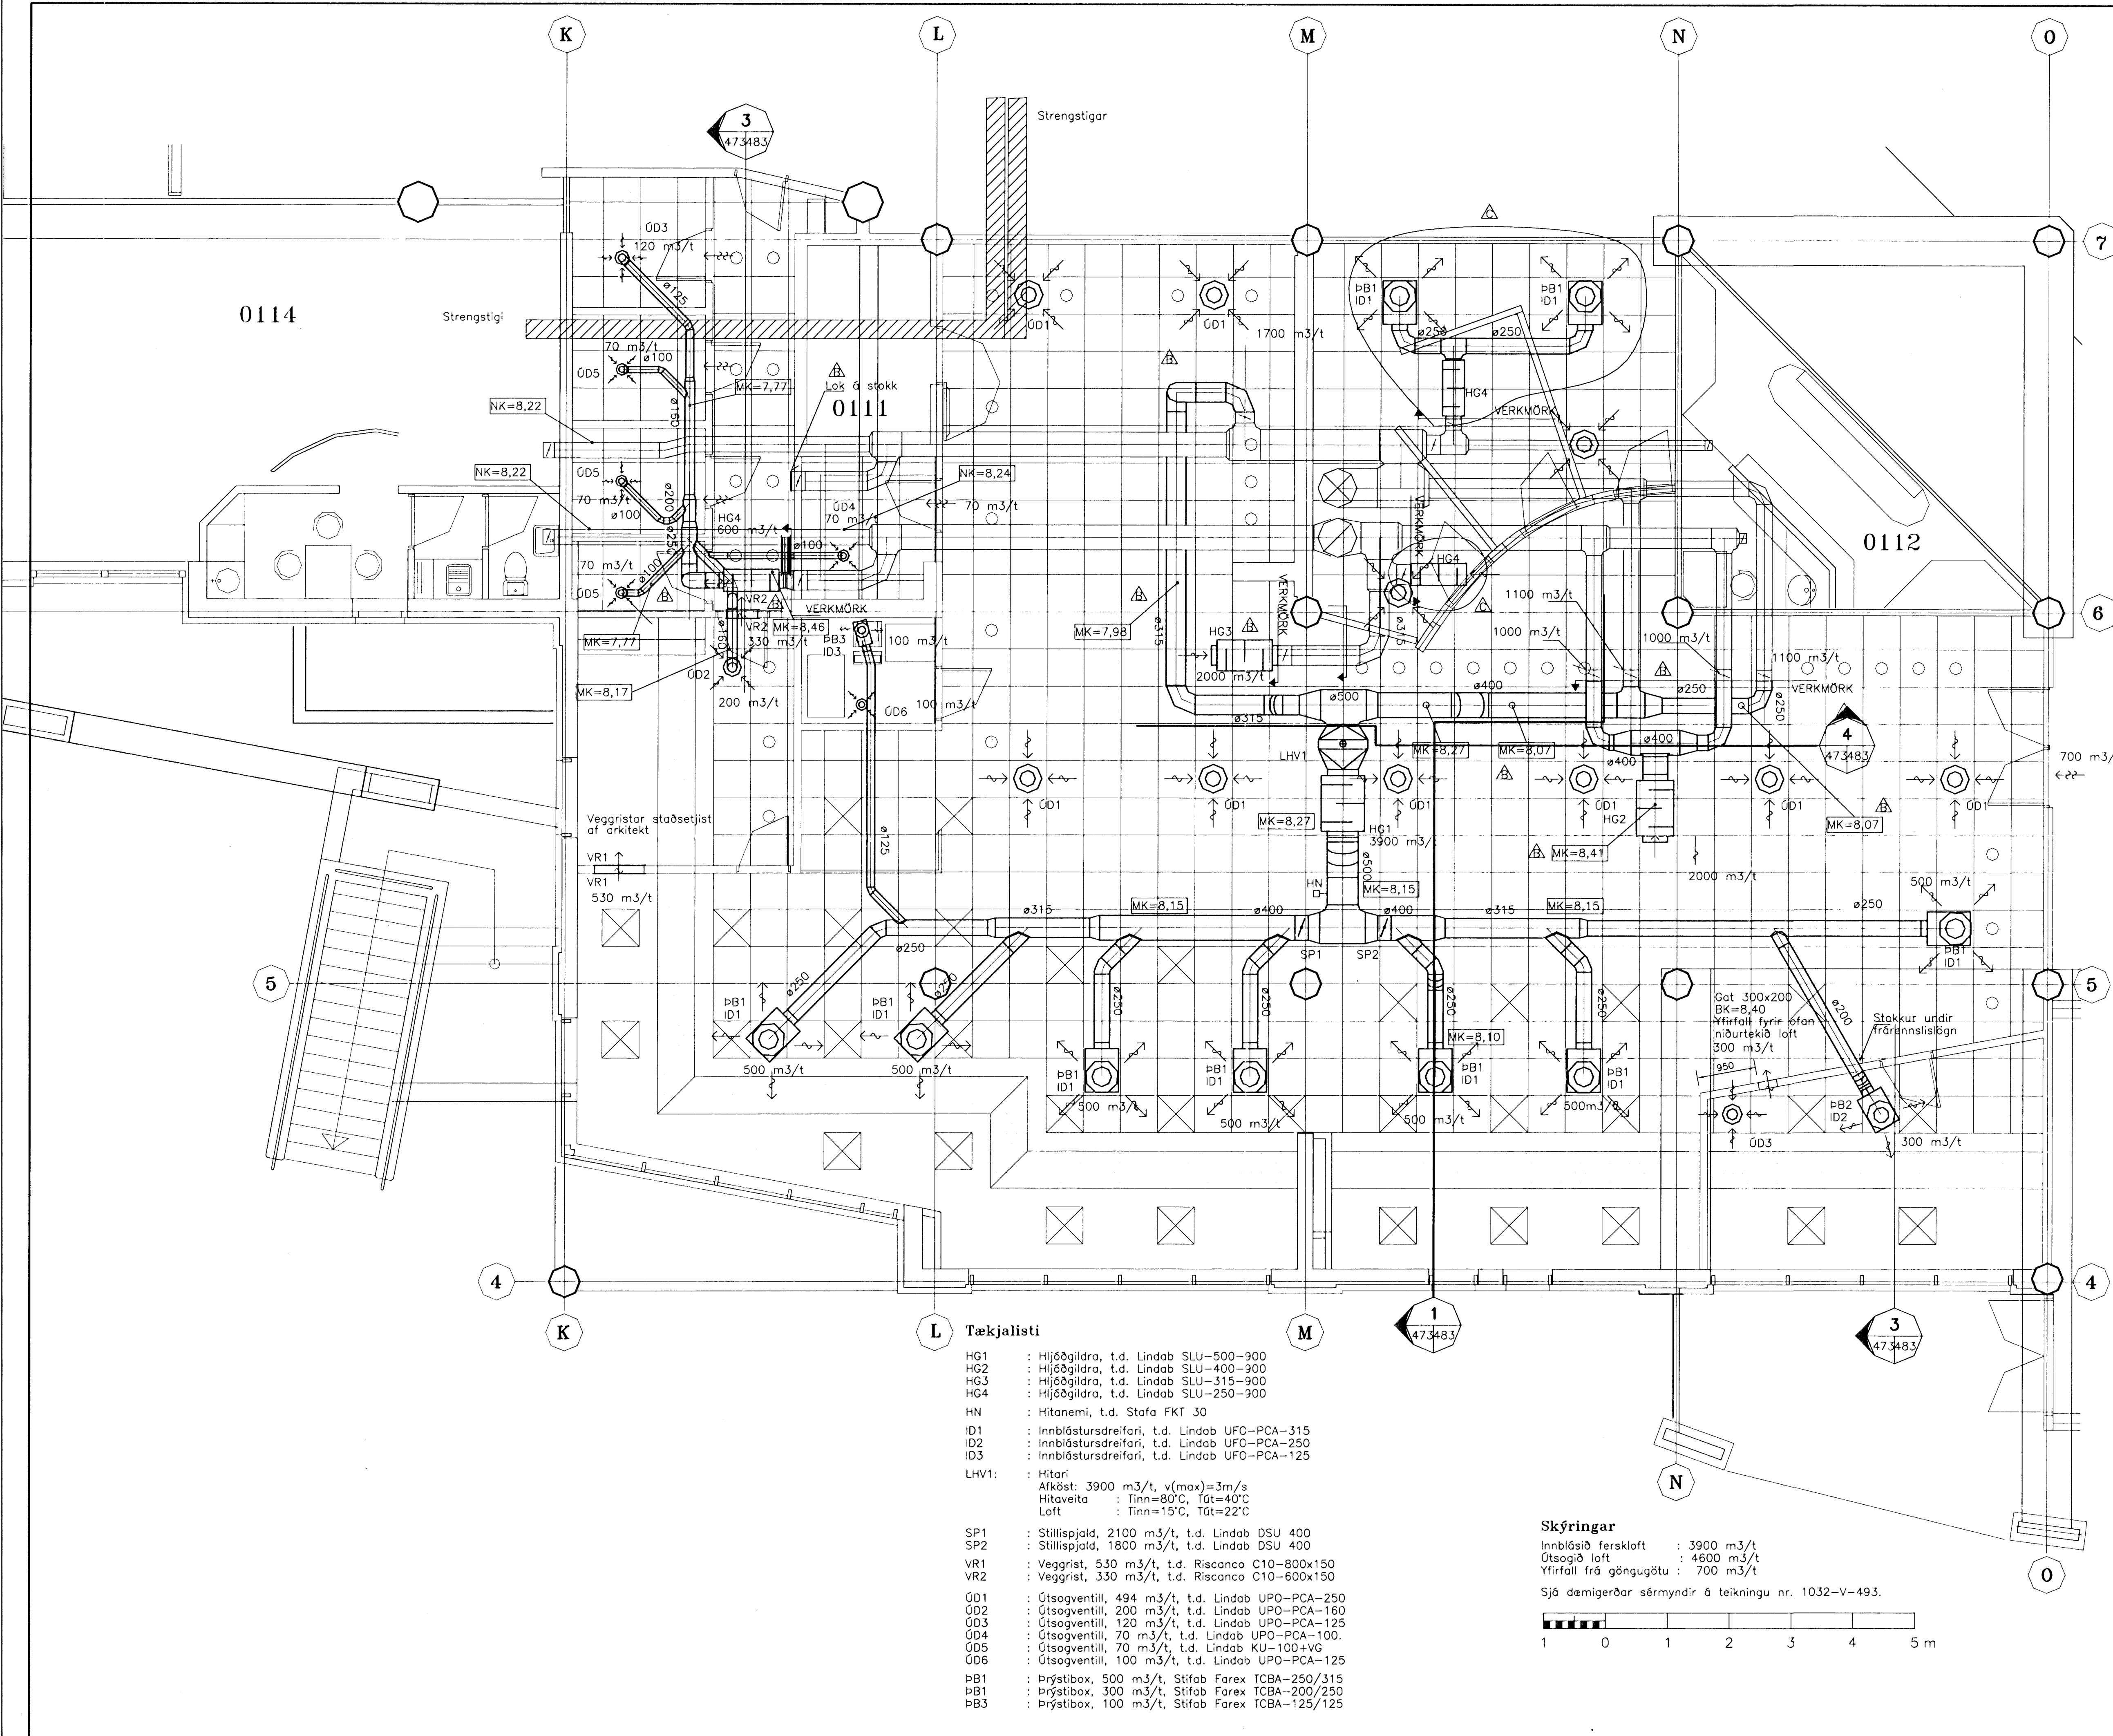 K
L
M
N
O
3
473483
Strengstigar
C
7
ÚD3
120 m3/t
ø125
0114
Strengstigi
ÚD1
ÚD1
1700 m3/t
ÞB1
ID1
ÞB1
ID1
ø250
ø250
70 m3/t
ø100
ÚD5
MK=7,77
B
Lok á stokk
0111
B
HG4
NK=8,22
ø160
VERKMÖRK
NK=8,22
ÚD5
NK=8,24
70 m3/t
ø100
ø200
HG4
600 m3/t
ÚD4
70 m3/t
70 m3/t
VERKMÖRK
0112
ø250
ø100
HG4
70 m3/t
ø100
ÚD5
B
VR2
B
VERKMÖRK
B
VERKMÖRK
C
1100 m3/t
6
VR2
MK=8,46
330 m3/t
MK=7,77
ø160
ÞB3
ID3
100 m3/t
MK=7,98
ø315
HG3
B
ø315
1000 m3/t
1000 m3/t
B
1100 m3/t
ÚD2
MK=8,17
200 m3/t
ÚD6
100 m3/t
2000 m3/t
ø500
ø400
ø250
VERKMÖRK
ø250
ø315
4
473483
LHV1
MK=8,27
MK=8,07
ø400
ø400
B
700 m3/
ÚD1
ÚD1
ÚD1
ÚD1
ÚD1
ÚD1
HG2
B
MK=8,07
Veggristar staðsetjist
af arkitekt
MK=8,27
HG1
3900 m3/t
ø125
B
MK=8,41
VR1
VR1
530 m3/t
ø500
HN
MK=8,15
2000 m3/t
500 m3/t
ø315
MK=8,15
ø400
ø400
ø315
MK=8,15
ø250
ø250
SP1
SP2
ÞB1
ID1
5
ø250
ø250
ÞB1
ID1
ÞB1
ID1
ø250
ø250
ø250
ø250
MK=8,10
Gat 300x200
BK=8,40
Yfirfall fyrir ofan
niðurtekið loft
300 m3/t
ø200
Stokkur undir
frárennslislögn
5
500 m3/t
500 m3/t
ÞB1
ID1
ÞB1
ID1
ÞB1
ID1
ÞB1
ID1
950
500 m3/t
500 m3/t
500 m3/t
500m3/t
ÚD3
ÞB2
ID2
300 m3/t
4
4
K
L
M
1
473483
3
473483
N
O
Tækjalisti
HG1 : Hljóðgildra, t.d. Lindab SLU-500-900
HG2 : Hljóðgildra, t.d. Lindab SLU-400-900
HG3 : Hljóðgildra, t.d. Lindab SLU-315-900
HG4 : Hljóðgildra, t.d. Lindab SLU-250-900
HN : Hitanemi, t.d. Stafa FKT 30
ID1 : Innblástursdreifari, t.d. Lindab UFO-PCA-315
ID2 : Innblástursdreifari, t.d. Lindab UFO-PCA-250
ID3 : Innblástursdreifari, t.d. Lindab UFO-PCA-125
LHV1: : Hitari
Afköst: 3900 m3/t, v(max)=3m/s
Hitaveita : Tinn=80°C, Tút=40°C
Loft : Tinn=15°C, Tút=22°C
SP1 : Stillispjald, 2100 m3/t, t.d. Lindab DSU 400
SP2 : Stillispjald, 1800 m3/t, t.d. Lindab DSU 400
VR1 : Veggrist, 530 m3/t, t.d. Riscanco C10-800x150
VR2 : Veggrist, 330 m3/t, t.d. Riscanco C10-600x150
ÚD1 : Útsogventill, 494 m3/t, t.d. Lindab UPO-PCA-250
ÚD2 : Útsogventill, 200 m3/t, t.d. Lindab UPO-PCA-160
ÚD3 : Útsogventill, 120 m3/t, t.d. Lindab UPO-PCA-125
ÚD4 : Útsogventill, 70 m3/t, t.d. Lindab UPO-PCA-100.
ÚD5 : Útsogventill, 70 m3/t, t.d. Lindab KU-100+VG
ÚD6 : Útsogventill, 100 m3/t, t.d. Lindab UPO-PCA-125
ÞB1 : Þrýstibox, 500 m3/t, Stifab Farex TCBA-250/315
ÞB1 : Þrýstibox, 300 m3/t, Stifab Farex TCBA-200/250
ÞB3 : Þrýstibox, 100 m3/t, Stifab Farex TCBA-125/125
Skýringar
Innblásið ferskloft : 3900 m3/t
Útsogið loft : 4600 m3/t
Yfirfall frá göngugötu : 700 m3/t
Sjá dæmigerðar sérmyndir á teikningu nr. 1032-V-493.
1 0 1 2 3 4 5 m